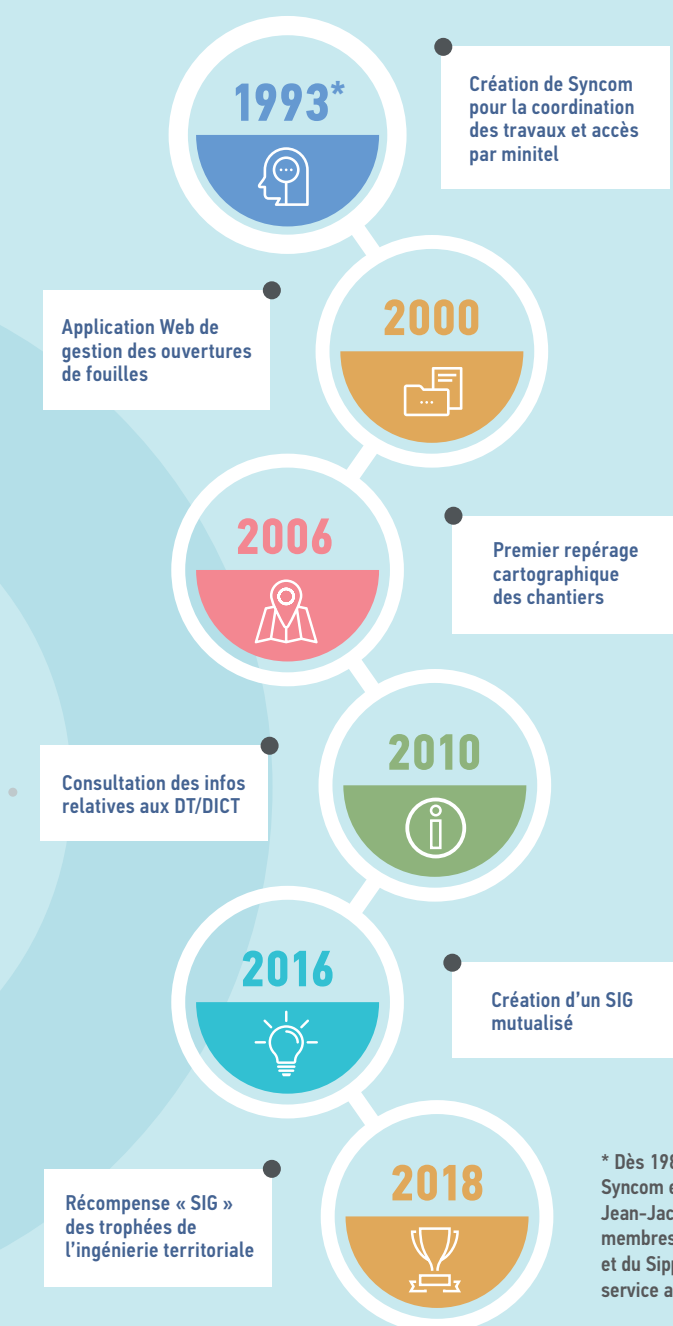 1993*
Création de Syncom
pour la coordination
des travaux et accès
par minitel
2000
Application Web de
gestion des ouvertures
de fouilles
2006
Premier repérage
cartographique
des chantiers
2010
Consultation des infos
relatives aux DT/DICT
2016
Création d’un SIG
mutualisé
2018
Récompense « SIG »
des trophées de
l’ingénierie territoriale
* Dès
Syncom
membres
et du
service